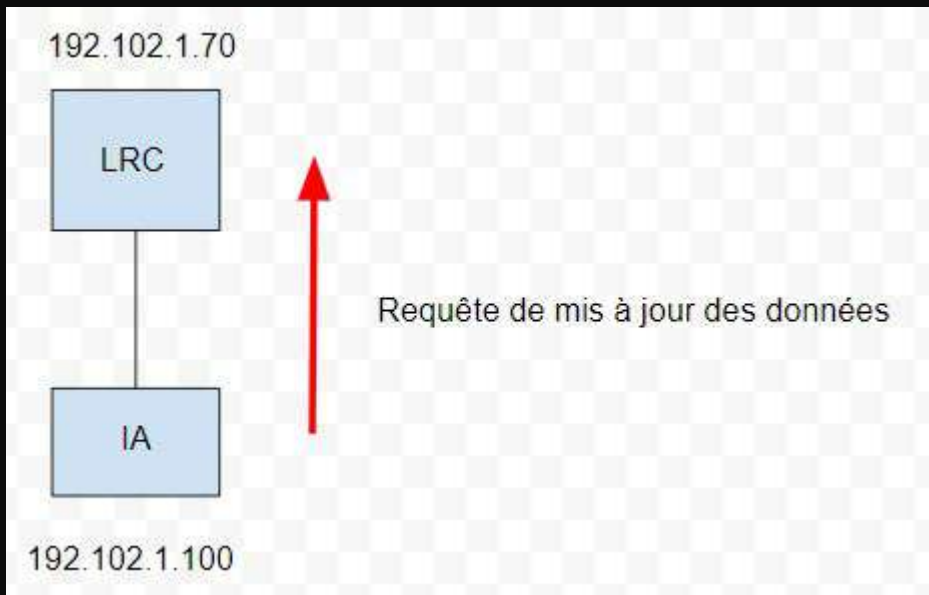 192.102.1.70
LRC
Requête de mis à jour des données
IA
192.102.1.100